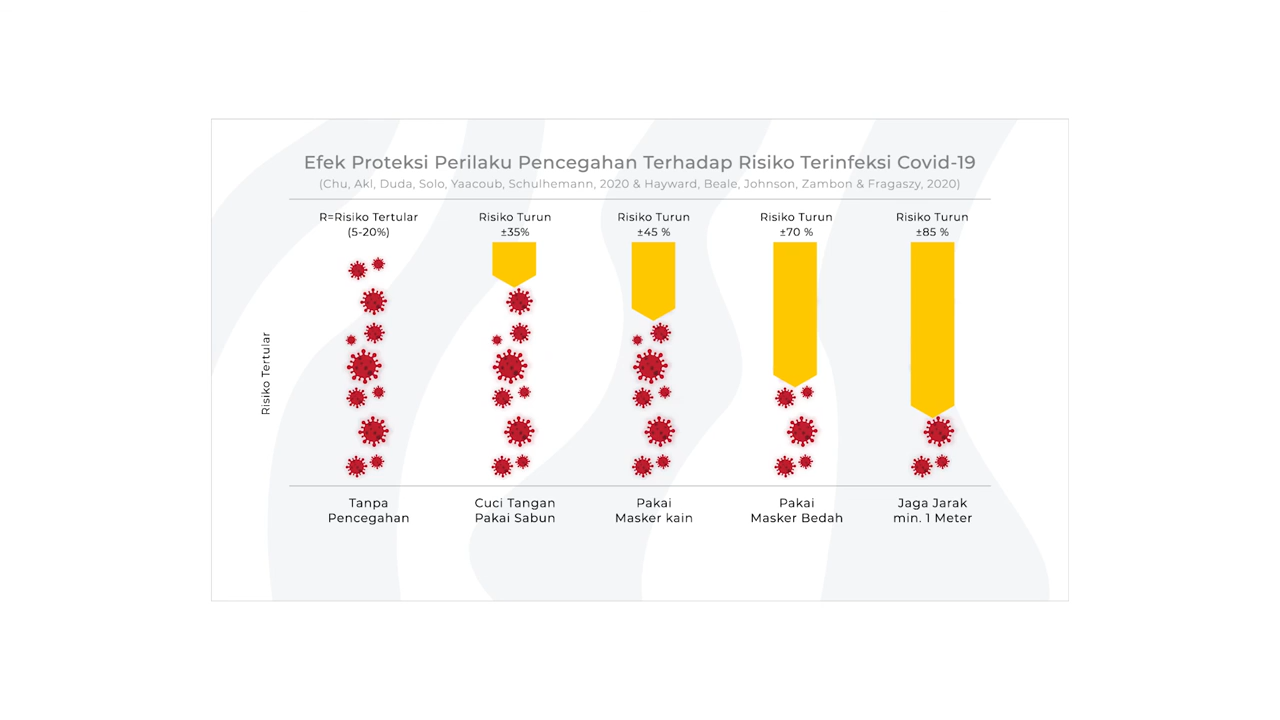 Efek Proteksi Perilaku Pencegahan Terhadap Risiko Terinfeksi Covid-19
(Chu, Akl, Duda, Solo, Yaacoub, Schulhemann, 2020 & Hayward, Beale, Johnson, Zambon & Fragaszy, 2020)
R=Risiko Tertular
(5-20%)
Risiko Turun
±35%
Risiko Turun
±45 %
Risiko Turun
±70 %
Risiko Turun
±85 %
Risiko Tertular
Tanpa
Pencegahan
Cuci Tangan
Pakai Sabun
Pakai
Masker kain
Pakai
Masker Bedah
Jaga Jarak
min. 1 Meter